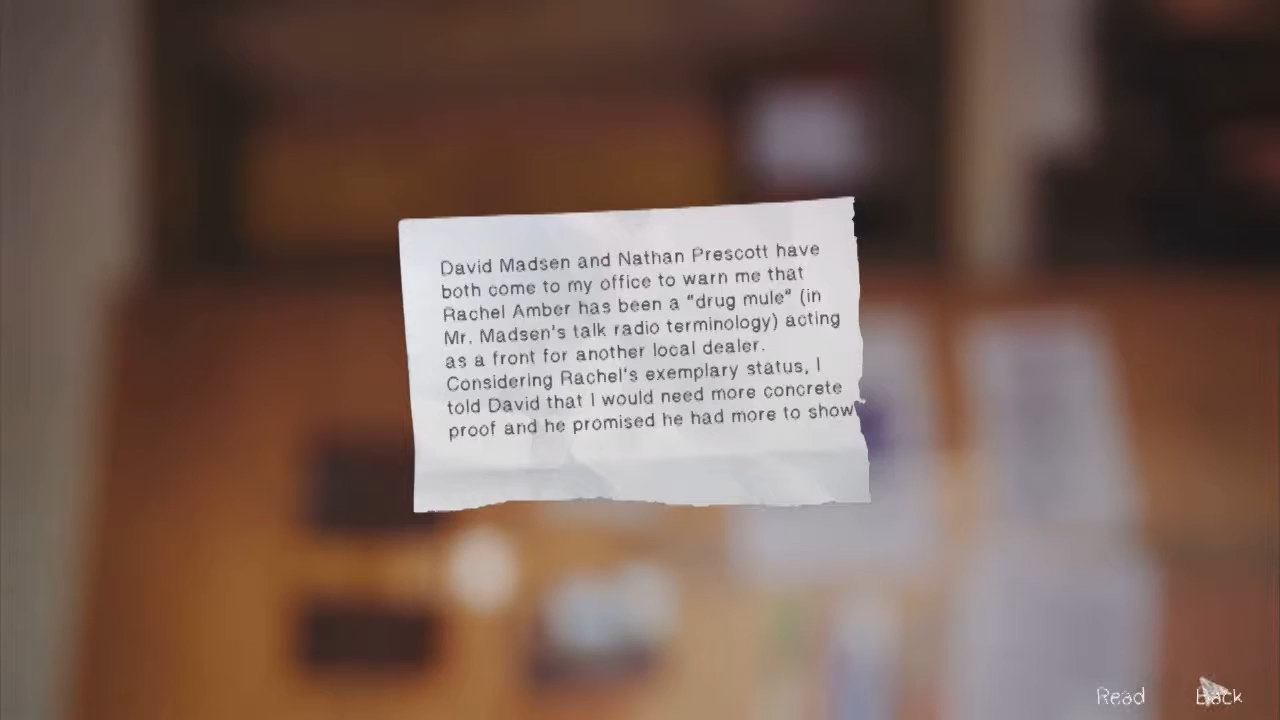 David Madsen and Nathan Prescott have
both come to my office to warn me that
Rachel Amber has been a "drug mule" (in
Mr. Madsen's talk radio terminology) acting
as a front for another local dealer.
Considering Rachel's exemplary status, I
told David that I would need more concrete
proof and he promised he had more to show
Read
Back